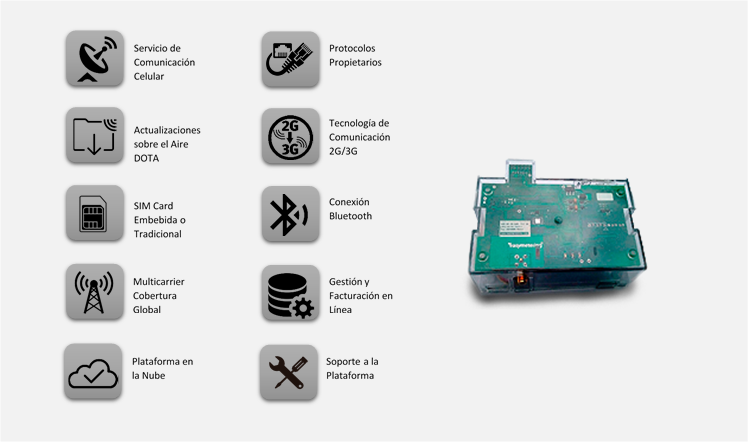 Servicio de
Comunicación
Celular
Protocolos
Propietarios
Actualizaciones
sobre el Aire
DOTA
2G
3G
Tecnología de
Comunicación
2G/3G
SIM Card
Embebida o
Tradicional
Conexión
Bluetooth
Multicarrier
Cobertura
Global
Gestión y
Facturación en
Línea
Plataforma en
la Nube
Soporte a la
Plataforma